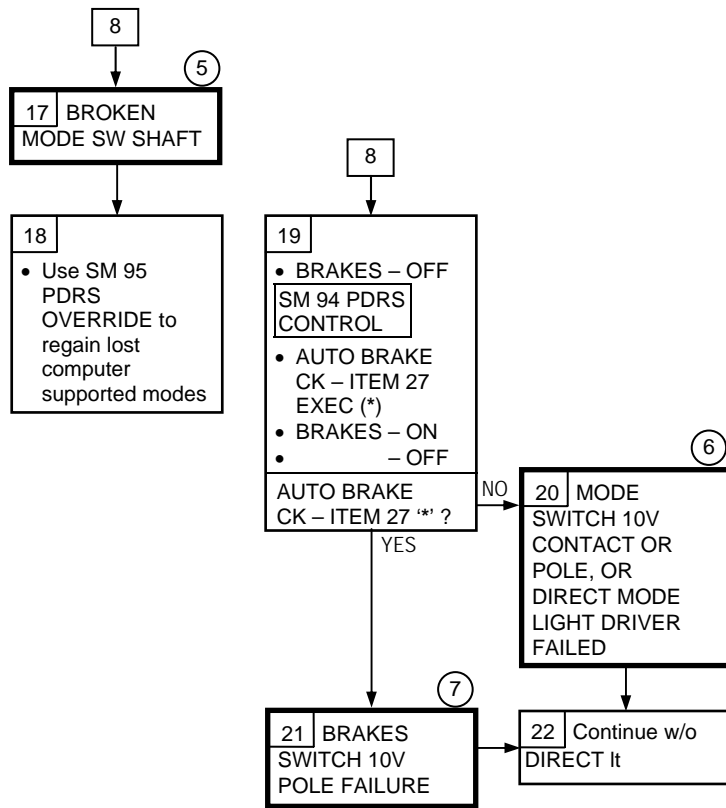 8
5
17 BROKEN
MODE SW SHAFT
18
• Use SM 95
PDRS
OVERRIDE to
regain lost
computer
supported modes
8
19
• BRAKES – OFF
SM 94 PDRS
CONTROL
• AUTO BRAKE
CK – ITEM 27
EXEC (*)
• BRAKES – ON
• – OFF
AUTO BRAKE
CK – ITEM 27 ‘*’ ?
NO
YES
6
20 MODE
SWITCH 10V
CONTACT OR
POLE, OR
DIRECT MODE
LIGHT DRIVER
FAILED
7
21 BRAKES
SWITCH 10V
POLE FAILURE
22 Continue w/o
DIRECT lt